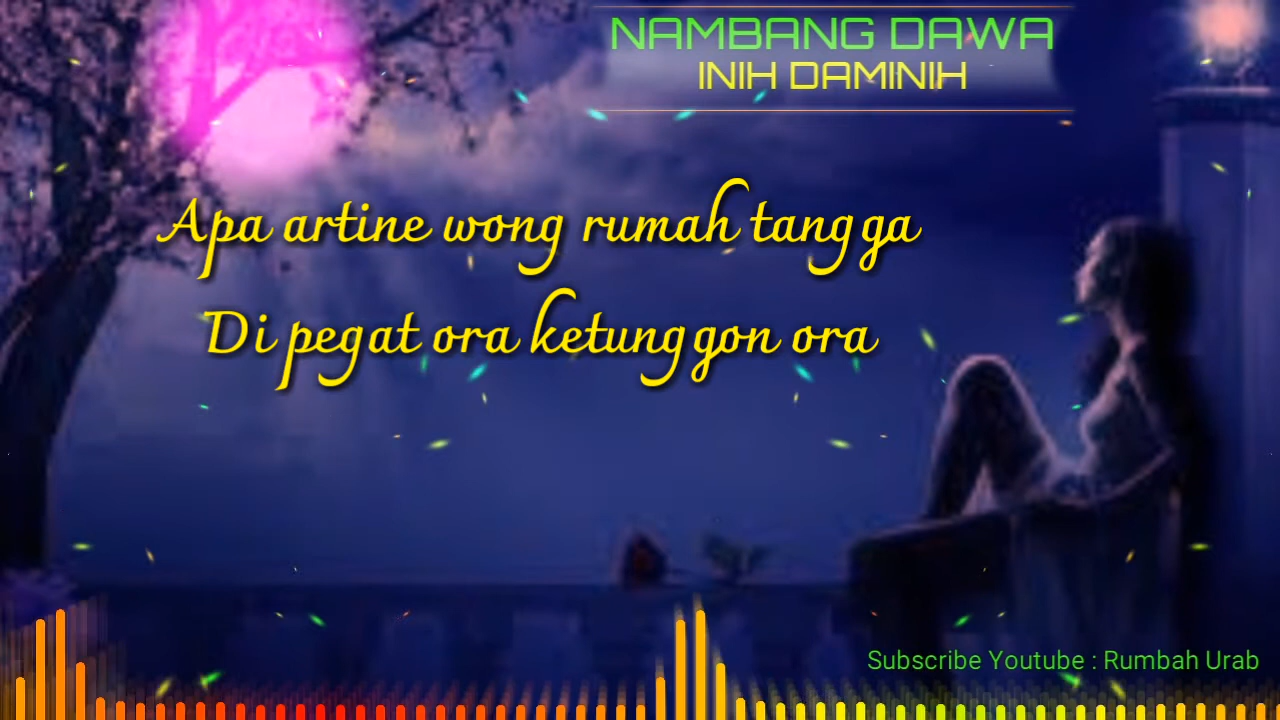 NAMBANG DAWA
INIH DAMINIH
Apa artine wong rumah tangga
Di pegat ora ketunggon ora
Subscribe Youtube : Rumbah Urab